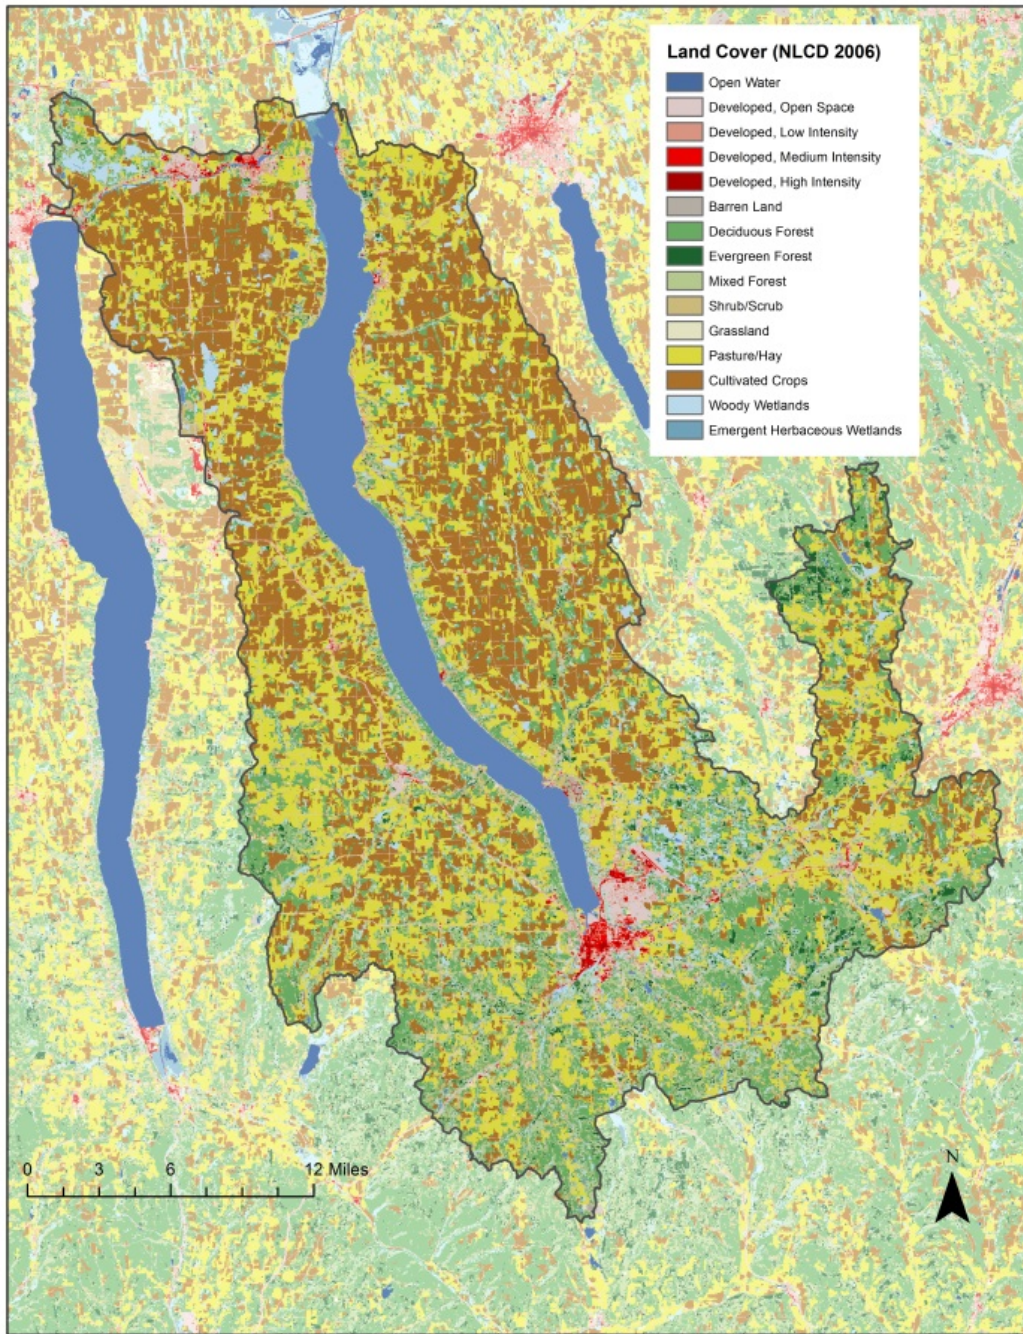 Land Cover (NLCD 2006)
Open Water
Developed, Open Space
Developed, Low Intensity
Developed, Medium Intensity
Developed, High Intensity
Barren Land
Deciduous Forest
Evergreen Forest
Mixed Forest
Shrub/Scrub
Grassland
Pasture/Hay
Cultivated Crops
Woody Wetlands
Emergent Herbaceous Wetlands
N
0 3 6 12 Miles